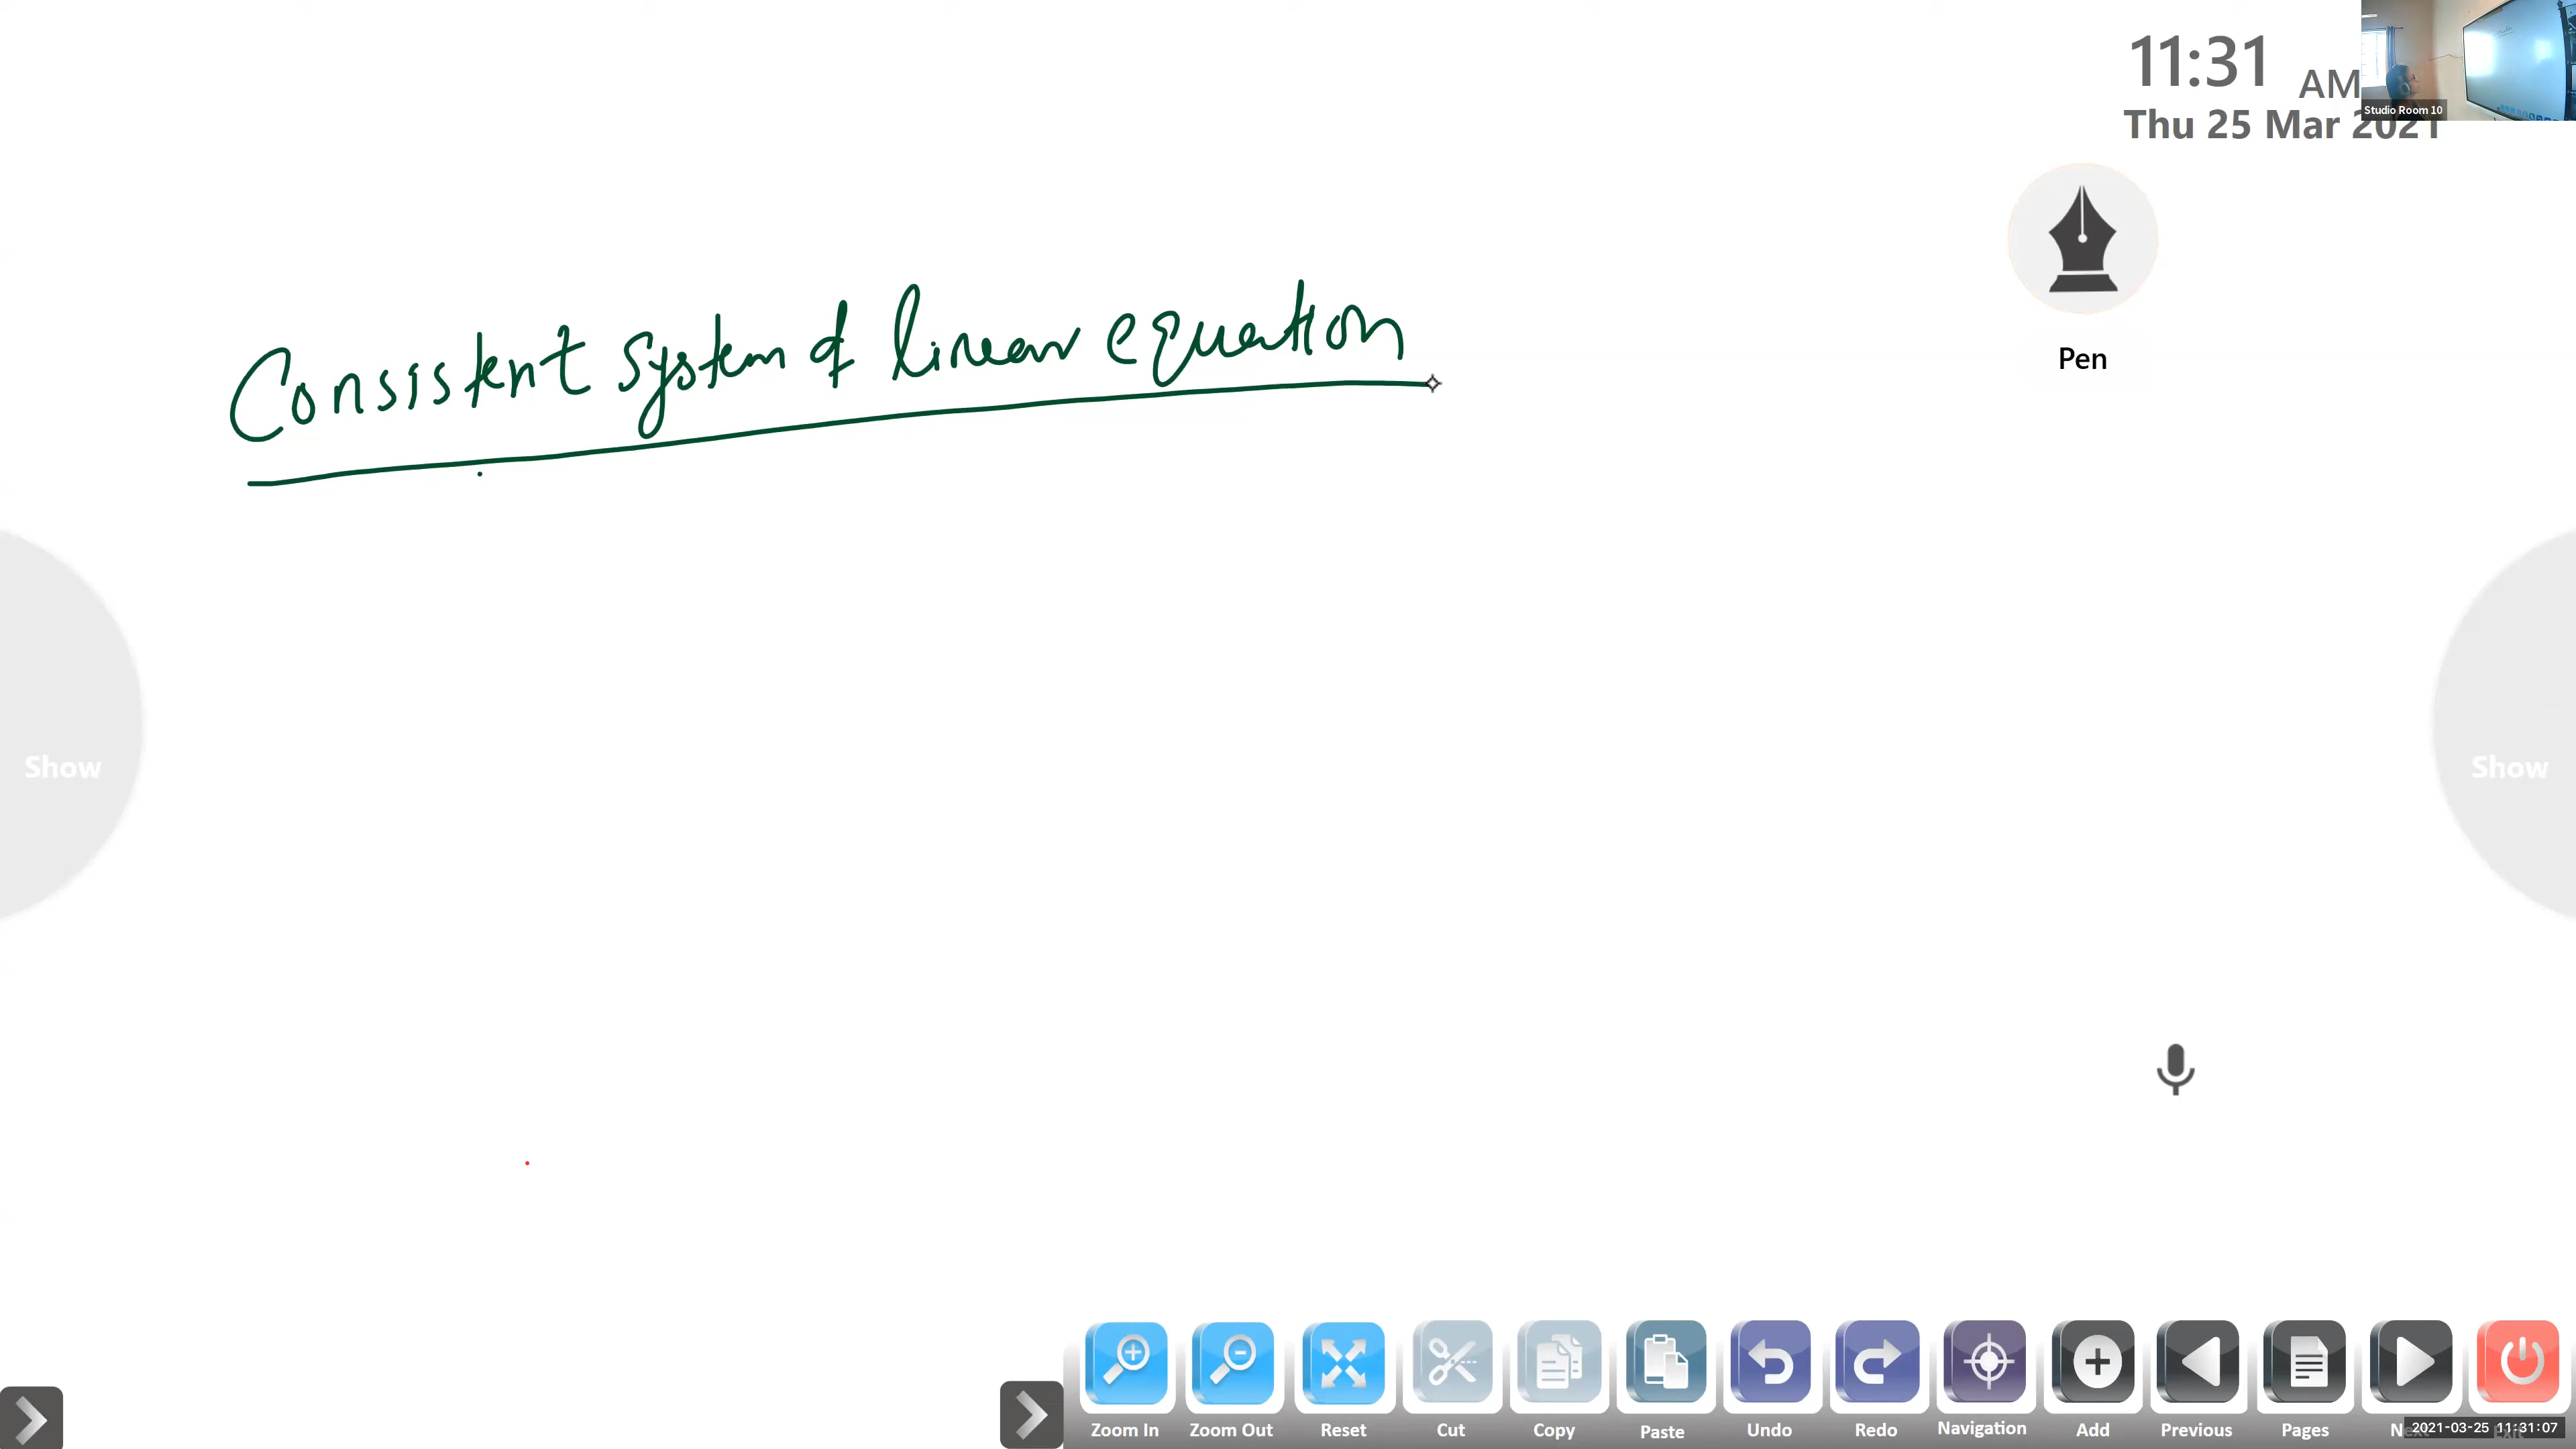 11:31 AM
Studio Room 10
Thu 25 Mar 2021
Pen
Consistent system of linear equation
Show
Show
Zoom In Zoom Out Reset Cut Copy Paste Undo Redo Navigation Add Previous Pages
2021-03-25 11:31:07